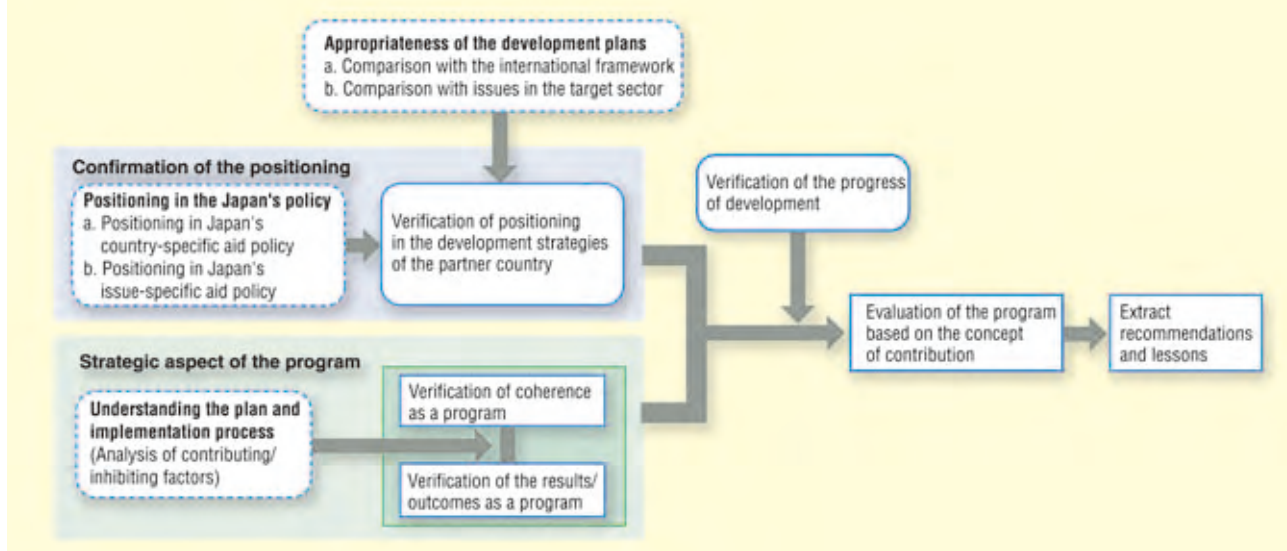 Appropriateness of the development plans
a. Comparison with the international framework
b. Comparison with issues in the target sector
Confirmation of the positioning
Positioning in the Japan's policy
a. Positioning in Japan's
country-specific aid policy
b. Positioning in Japan's
issue-specific aid policy
Verification of positioning
in the development strategies
of the partner country
Verification of the progress
of development
Evaluation of the program
based on the concept
of contribution
Extract
recommendations
and lessons
Strategic aspect of the program
Understanding the plan and
implementation process
(Analysis of contributing/
inhibiting factors)
Verification of coherence
as a program
Verification of the results/
outcomes as a program